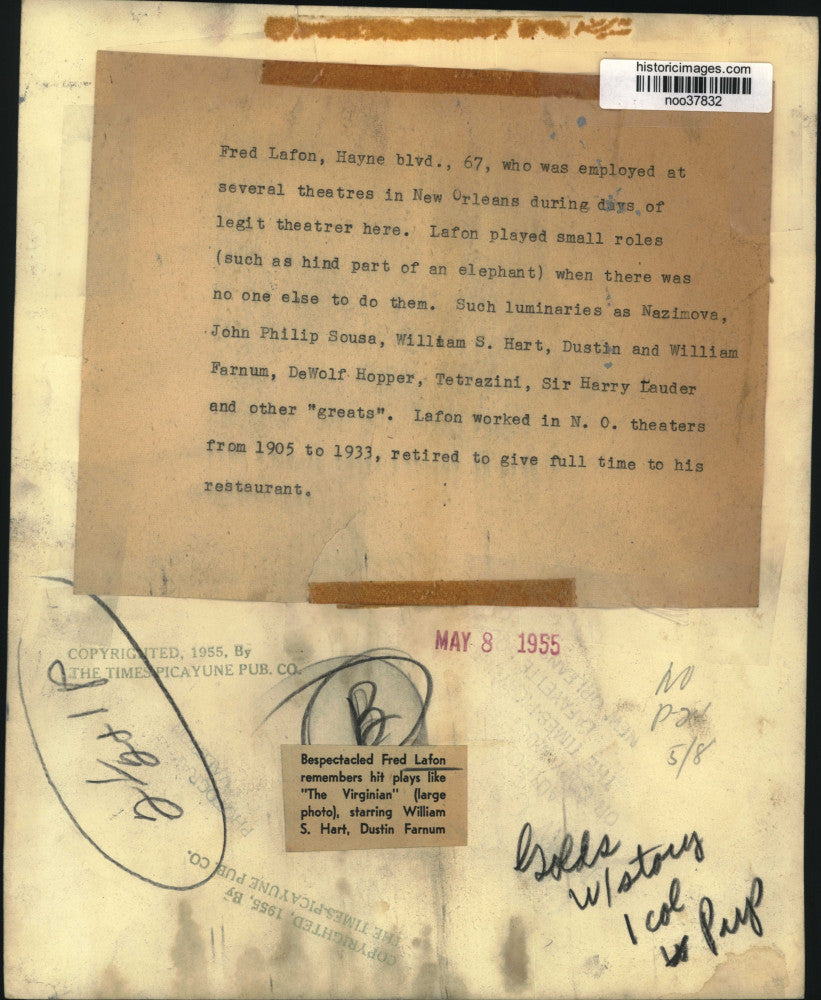 historicimages.com
noo37832
Fred Lafon, Hayne blvd., 67, who was employed at
several theatres in New Orleans during days of
legit theatrer here. Lafon played small roles
(such as hind part of an elephant) when there was
no one else to do them. Such luminaries as Nazimova,
John Philip Sousa, William S. Hart, Dustin and William
Farnum, DeWolf Hopper, Tetrazini, Sir Harry Lauder
and other "greats". Lafon worked in N. O. theaters
from 1905 to 1933, retired to give full time to his
restaurant.
MAY 8 1955
COPYRIGHTED, 1955, By
THE TIMES-PICAYUNE PUB. CO.
NO
5/8
B
Bespectacled Fred Lafon
remembers hit plays like
"The Virginian" (large
photo), starring William
S. Hart, Dustin Farnum
w/story
1 col
COPYRIGHTED, 1955, By
THE TIMES-PICAYUNE PUB. CO.